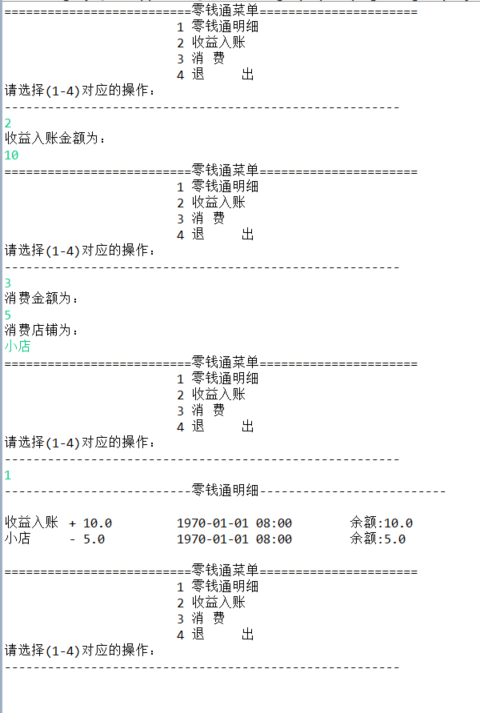 ==========================零钱通菜单======================
1 零钱通明细
2 收益入账
3 消 费
4 退     出
请选择(1-4)对应的操作：
-------------------------------------------------------
2
收益入账金额为：
10
==========================零钱通菜单======================
1 零钱通明细
2 收益入账
3 消 费
4 退     出
请选择(1-4)对应的操作：
-------------------------------------------------------
3
消费金额为：
5
消费店铺为：
小店
==========================零钱通菜单======================
1 零钱通明细
2 收益入账
3 消 费
4 退     出
请选择(1-4)对应的操作：
-------------------------------------------------------
1
--------------------------零钱通明细--------------------------
收益入账 + 10.0 1970-01-01 08:00 余额:10.0
小店 - 5.0 1970-01-01 08:00 余额:5.0
==========================零钱通菜单======================
1 零钱通明细
2 收益入账
3 消 费
4 退     出
请选择(1-4)对应的操作：
-------------------------------------------------------